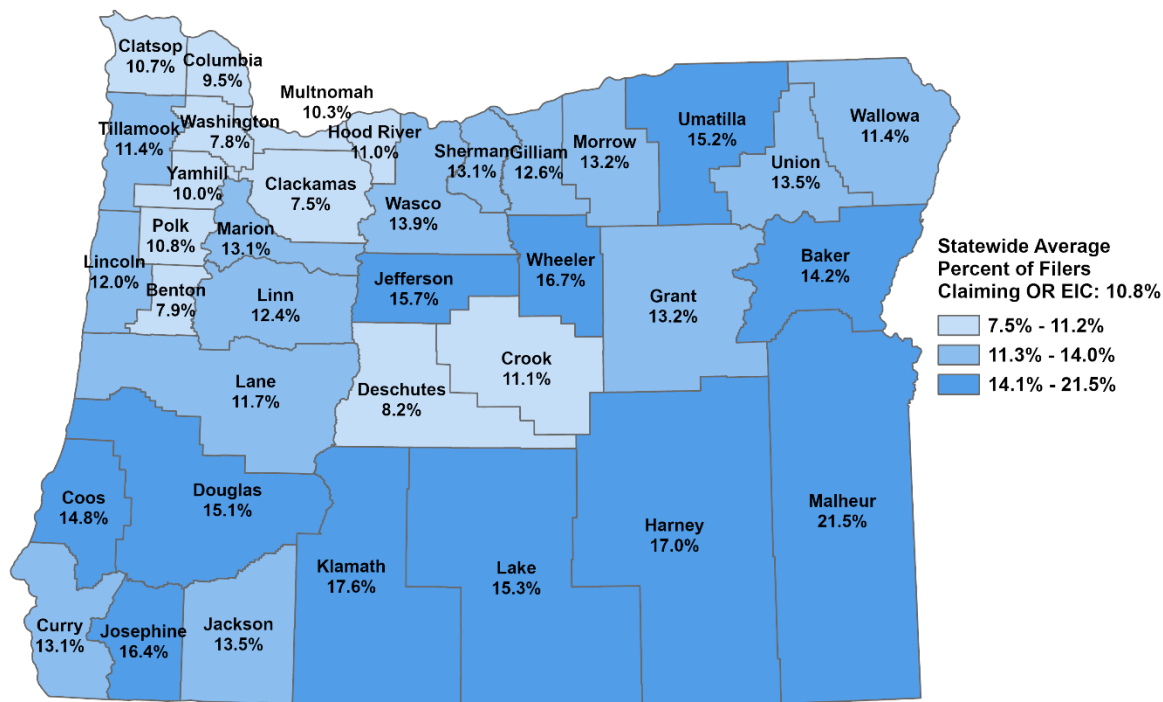 Clatsop
10.7%
Columbia
9.5%
Multnomah
10.3%
Tillamook
11.4%
Washington
7.8%
Hood River
11.0%
Sherman
13.1%
Gilliam
12.6%
Morrow
13.2%
Umatilla
15.2%
Union
13.5%
Wallowa
11.4%
Yamhill
10.0%
Clackamas
7.5%
Wasco
13.9%
Polk
10.8%
Marion
13.1%
Lincoln
12.0%
Benton
7.9%
Linn
12.4%
Jefferson
15.7%
Wheeler
16.7%
Grant
13.2%
Baker
14.2%
Statewide Average
Percent of Filers
Claiming OR EIC: 10.8%
7.5% - 11.2%
11.3% - 14.0%
14.1% - 21.5%
Lane
11.7%
Deschutes
8.2%
Crook
11.1%
Coos
14.8%
Douglas
15.1%
Klamath
17.6%
Lake
15.3%
Harney
17.0%
Malheur
21.5%
Curry
13.1%
Josephine
16.4%
Jackson
13.5%